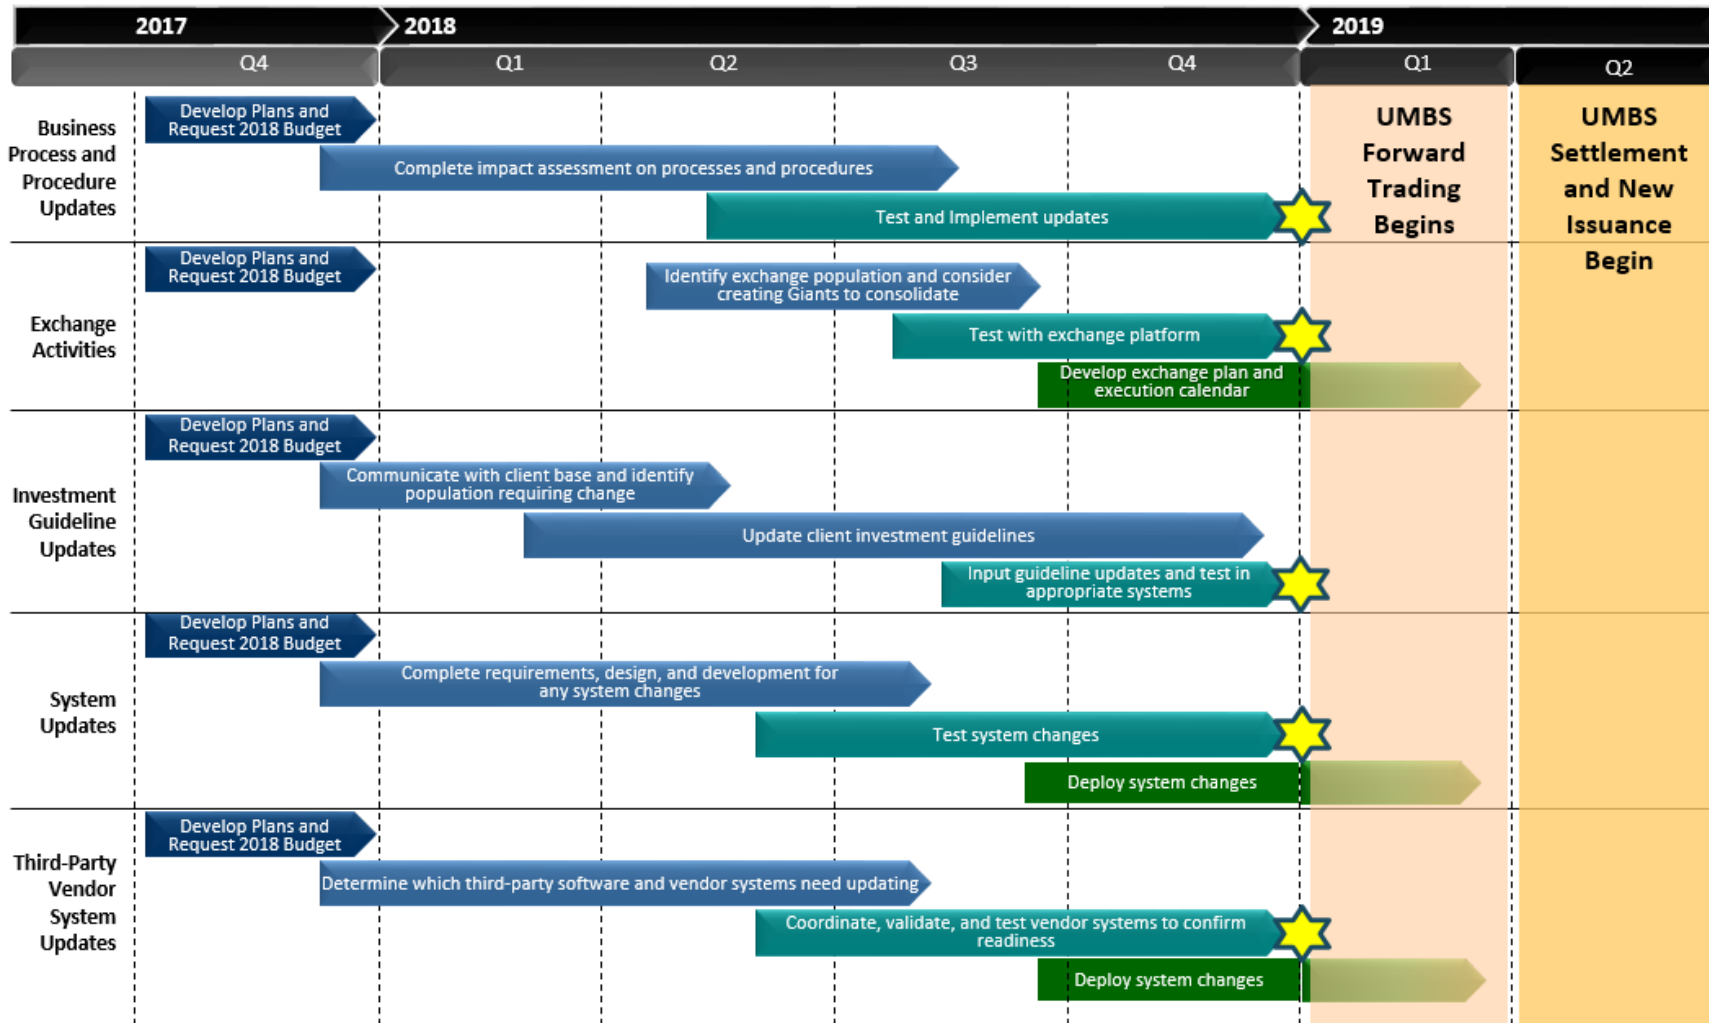 2017
2018
2019
Q4
Q1
Q2
Q3
Q4
Q1
Q2
Business
Process and
Procedure
Updates
Develop Plans and
Request 2018 Budget
Complete impact assessment on processes and procedures
Test and Implement updates
UMBS
Forward
Trading
Begins
UMBS
Settlement
and New
Issuance
Begin
Exchange
Activities
Develop Plans and
Request 2018 Budget
Identify exchange population and consider
creating Giants to consolidate
Test with exchange platform
Develop exchange plan and
execution calendar
Investment
Guideline
Updates
Develop Plans and
Request 2018 Budget
Communicate with client base and identify
population requiring change
Update client investment guidelines
Input guideline updates and test in
appropriate systems
System
Updates
Develop Plans and
Request 2018 Budget
Complete requirements, design, and development for
any system changes
Test system changes
Deploy system changes
Third-Party
Vendor
System
Updates
Develop Plans and
Request 2018 Budget
Determine which third-party software and vendor systems need updating
Coordinate, validate, and test vendor systems to confirm
readiness
Deploy system changes